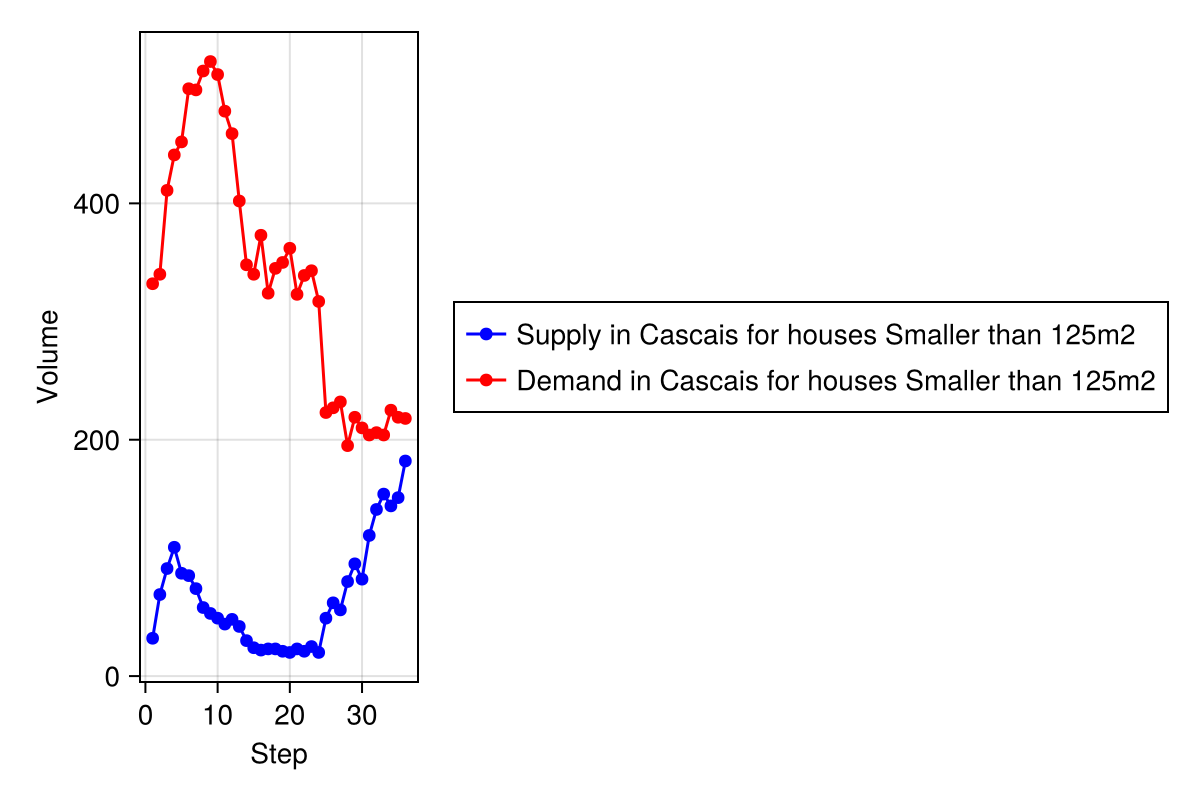 Volume
400
200
0
0 10 20 30
Step
Supply in Cascais for houses Smaller than 125m2
Demand in Cascais for houses Smaller than 125m2